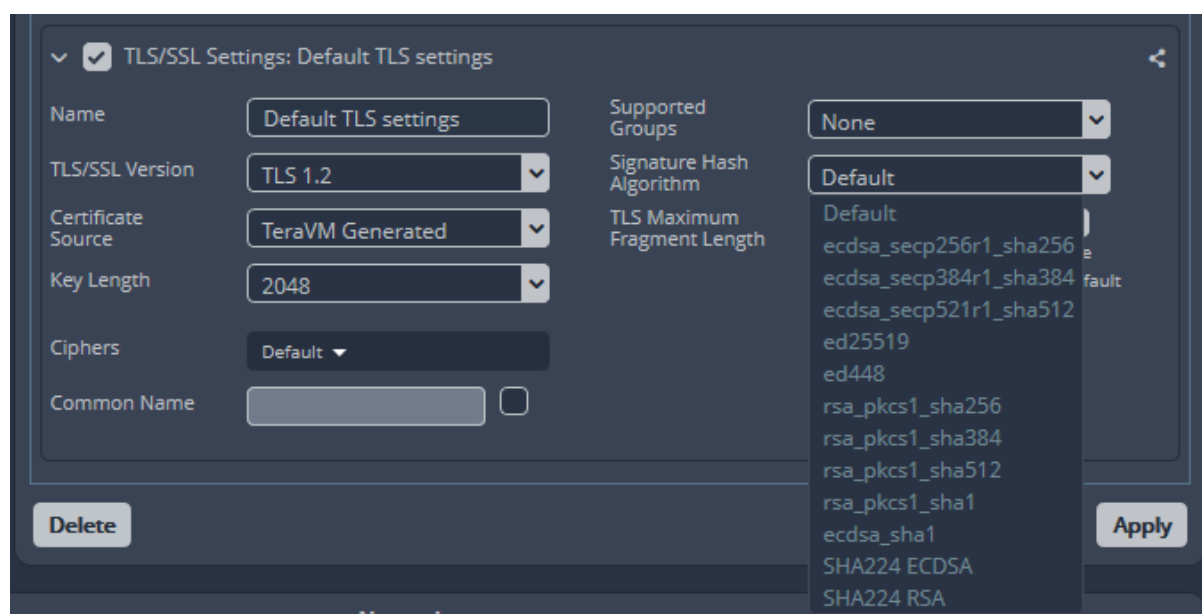 TLS/SSL Settings: Default TLS settings
Name
Default TLS settings
TLS/SSL Version
TLS 1.2
Certificate
Source
TeraVM Generated
Key Length
2048
Ciphers
Default
Common Name
Supported
Groups
None
Signature Hash
Algorithm
Default
TLS Maximum
Fragment Length
Default
ecdsa_secp256r1_sha256
ecdsa_secp384r1_sha384
fault
ecdsa_secp521r1_sha512
ed25519
ed448
rsa_pkcs1_sha256
rsa_pkcs1_sha384
rsa_pkcs1_sha512
rsa_pkcs1_sha1
ecdsa_sha1
SHA224 ECDSA
SHA224 RSA
Delete
Apply